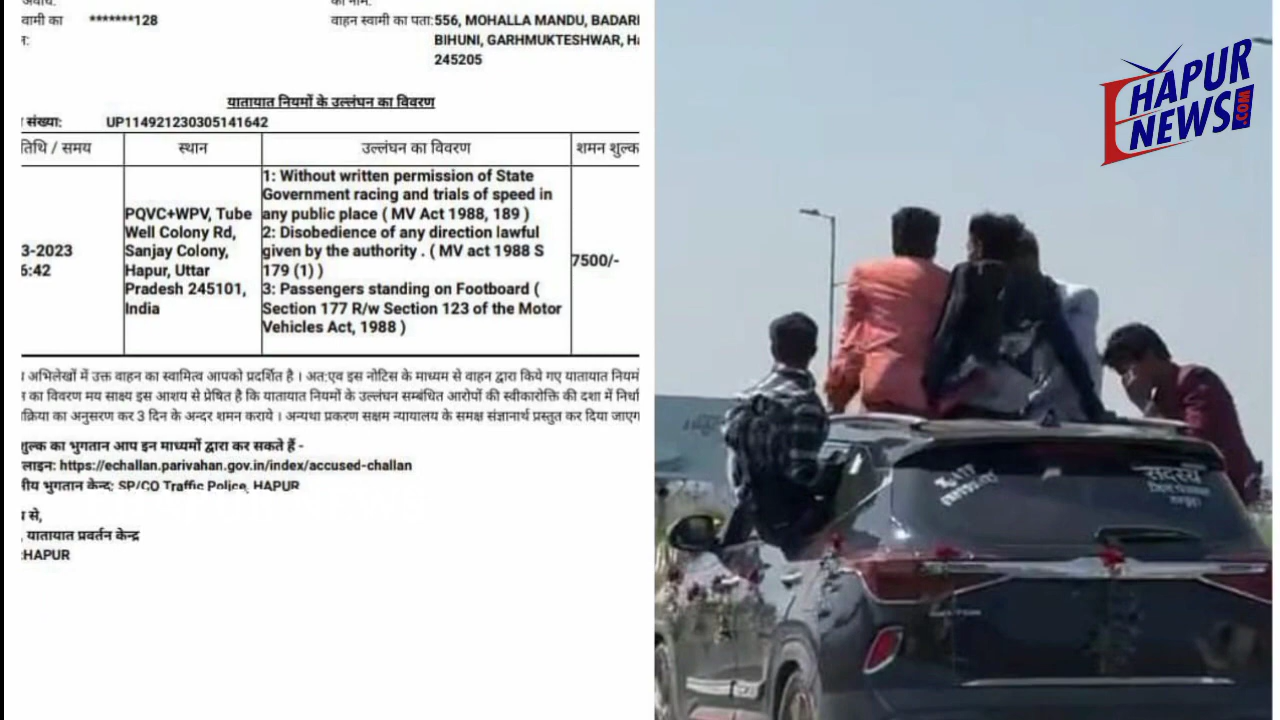 वामी का *******128
वाहन स्वामी का पता: 556, MOHALLA MANDU, BADARI
BIHUNI, GARHMUKTESHWAR, Ha
245205
यातायात नियमों के उल्लंघन का विवरण
संख्या: UP114921230305141642
तिथि / समय
स्थान
उल्लंघन का विवरण
शमन शुल्क
3-2023
6:42
PQVC+WPV, Tube
Well Colony Rd,
Sanjay Colony,
Hapur, Uttar
Pradesh 245101,
India
1: Without written permission of State
Government racing and trials of speed in
any public place ( MV Act 1988, 189 )
2: Disobedience of any direction lawful
given by the authority . ( MV act 1988 S
179 (1) )
3: Passengers standing on Footboard (
Section 177 R/w Section 123 of the Motor
Vehicles Act, 1988 )
7500/-
अभिलेखों में उक्त वाहन का स्वामित्व आपको प्रदर्शित है । अत:एव इस नोटिस के माध्यम से वाहन द्वारा किये गए यातायात नियमं
का विवरण मय साक्ष्य इस आशय से प्रेषित है कि यातायात नियमों के उल्लंघन सम्बंधित आरोपों की स्वीकारोक्ति की दशा में निर्धा
क्रिया का अनुसरण कर 3 दिन के अन्दर शमन कराये । अन्यथा प्रकरण सक्षम न्यायालय के समक्ष संज्ञानार्थ प्रस्तुत कर दिया जाएग
शुल्क का भुगतान आप इन माध्यमों द्वारा कर सकते हैं -
लाइन: https://echallan.parivahan.gov.in/index/accused-challan
ीय भुगतान केन्द: SP/CO Traffic Police, HAPUR
से,
, यातायात प्रवर्तन केन्द्र
:HAPUR
EHAPUR
NEWS.COM
सदस्य